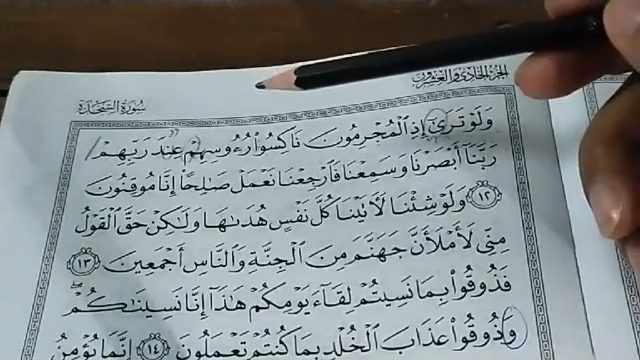 الجزء الحادي والعشرون
سورة السجدة
وَلَوْ تَرَىٰٓ إِذِ ٱلْمُجْرِمُونَ نَاكِسُوا۟ رُءُوسِهِمْ عِندَ رَبِّهِمْ
رَبَّنَآ أَبْصَرْنَا وَسَمِعْنَا فَٱرْجِعْنَا نَعْمَلْ صَٰلِحًا إِنَّا مُوقِنُونَ
١٢ وَلَوْ شِئْنَا لَءَاتَيْنَا كُلَّ نَفْسٍ هُدَىٰهَا وَلَٰكِنْ حَقَّ ٱلْقَوْلُ
مِنِّى لَأَمْلَأَنَّ جَهَنَّمَ مِنَ ٱلْجِنَّةِ وَٱلنَّاسِ أَجْمَعِينَ ١٣
فَذُوقُوا۟ بِمَا نَسِيتُمْ لِقَآءَ يَوْمِكُمْ هَٰذَآ إِنَّا نَسِينَٰكُمْ ۖ
وَذُوقُوا۟ عَذَابَ ٱلْخُلْدِ بِمَا كُنتُمْ تَعْمَلُونَ ١٤ إِنَّمَا يُؤْمِنُ